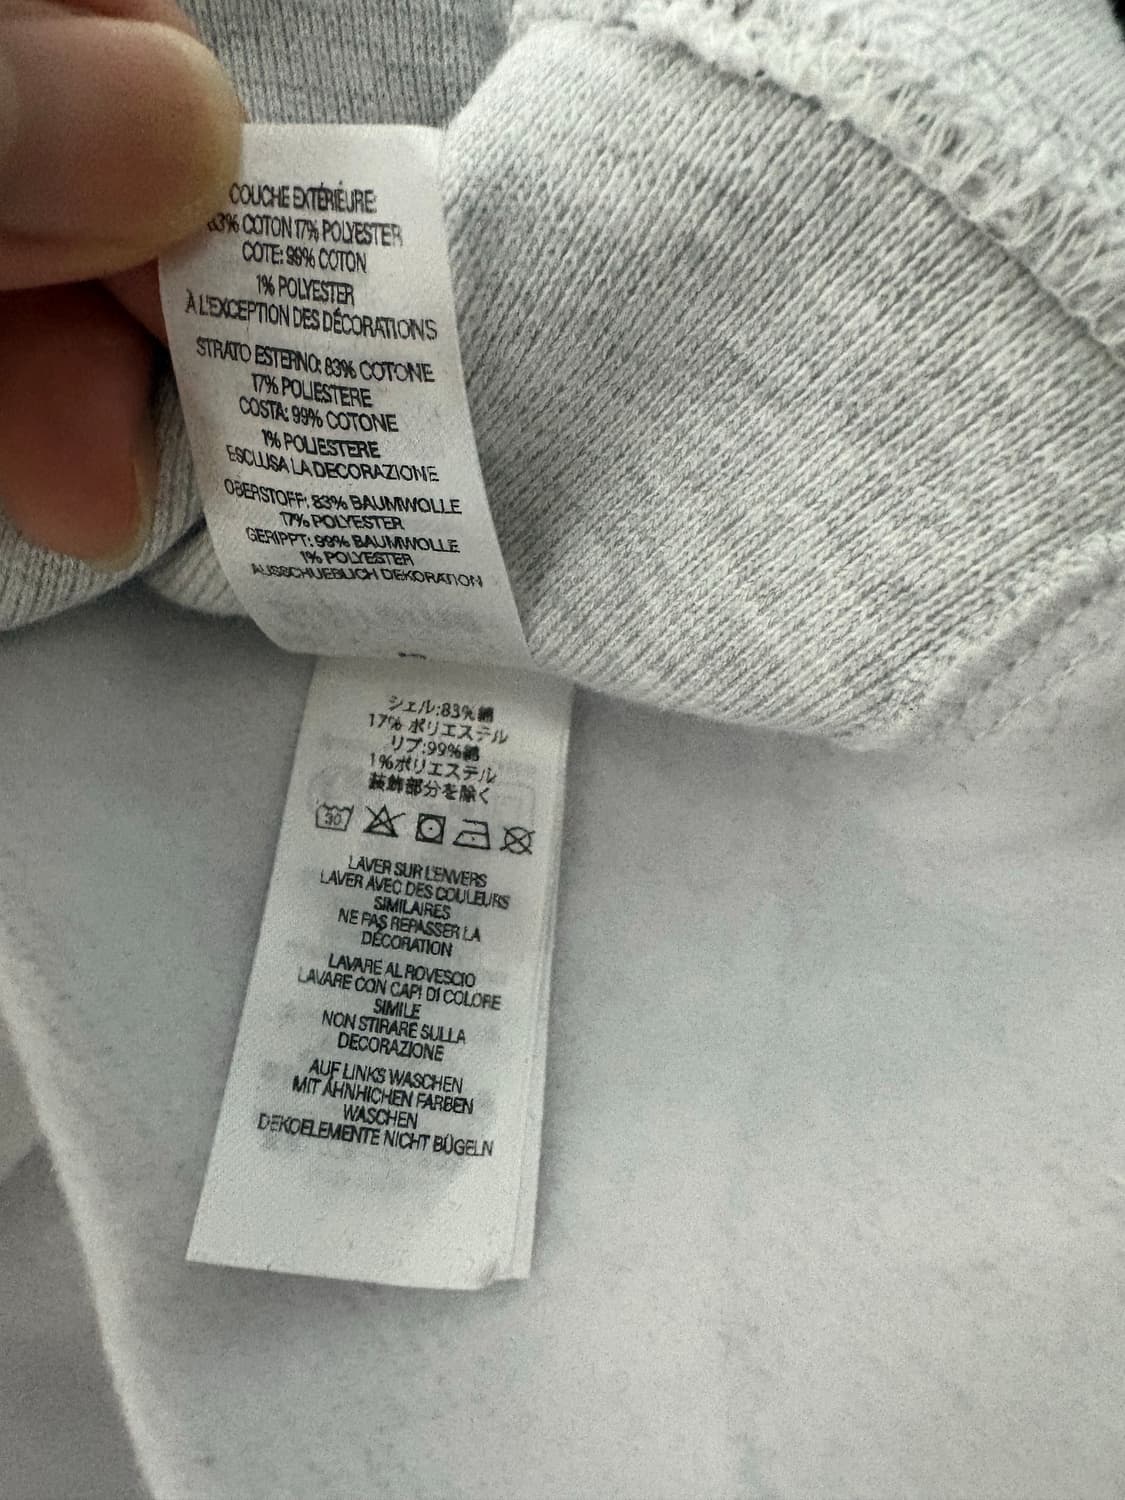 COUCHE EXTÉRIEURE:
83% COTON 17% POLYESTER
COTE: 99% COTON
1% POLYESTER
À L'EXCEPTION DES DÉCORATIONS
STRATO ESTERNO: 83% COTONE
17% POLIESTERE
COSTA: 99% COTONE
1% POLIESTERE
ESCLUSA LA DECORAZIONE
OBERSTOFF: 83% BAUMWOLLE
17% POLYESTER
GERIPPT: 99% BAUMWOLLE
1% POLYESTER
AUSSCHLIEBLICH DEKORATION
シェル:83%綿
17% ポリエステル
リブ:99%綿
1%ポリエステル
装飾部分を除く
30
LAVER SUR L'ENVERS
LAVER AVEC DES COULEURS
SIMILAIRES
NE PAS REPASSER LA
DÉCORATION
LAVARE AL ROVESCIO
LAVARE CON CAPI DI COLORE
SIMILE
NON STIRARE SULLA
DECORAZIONE
AUF LINKS WASCHEN
MIT ÄHNHICHEN FARBEN
WASCHEN
DEKOELEMENTE NICHT BÜGELN